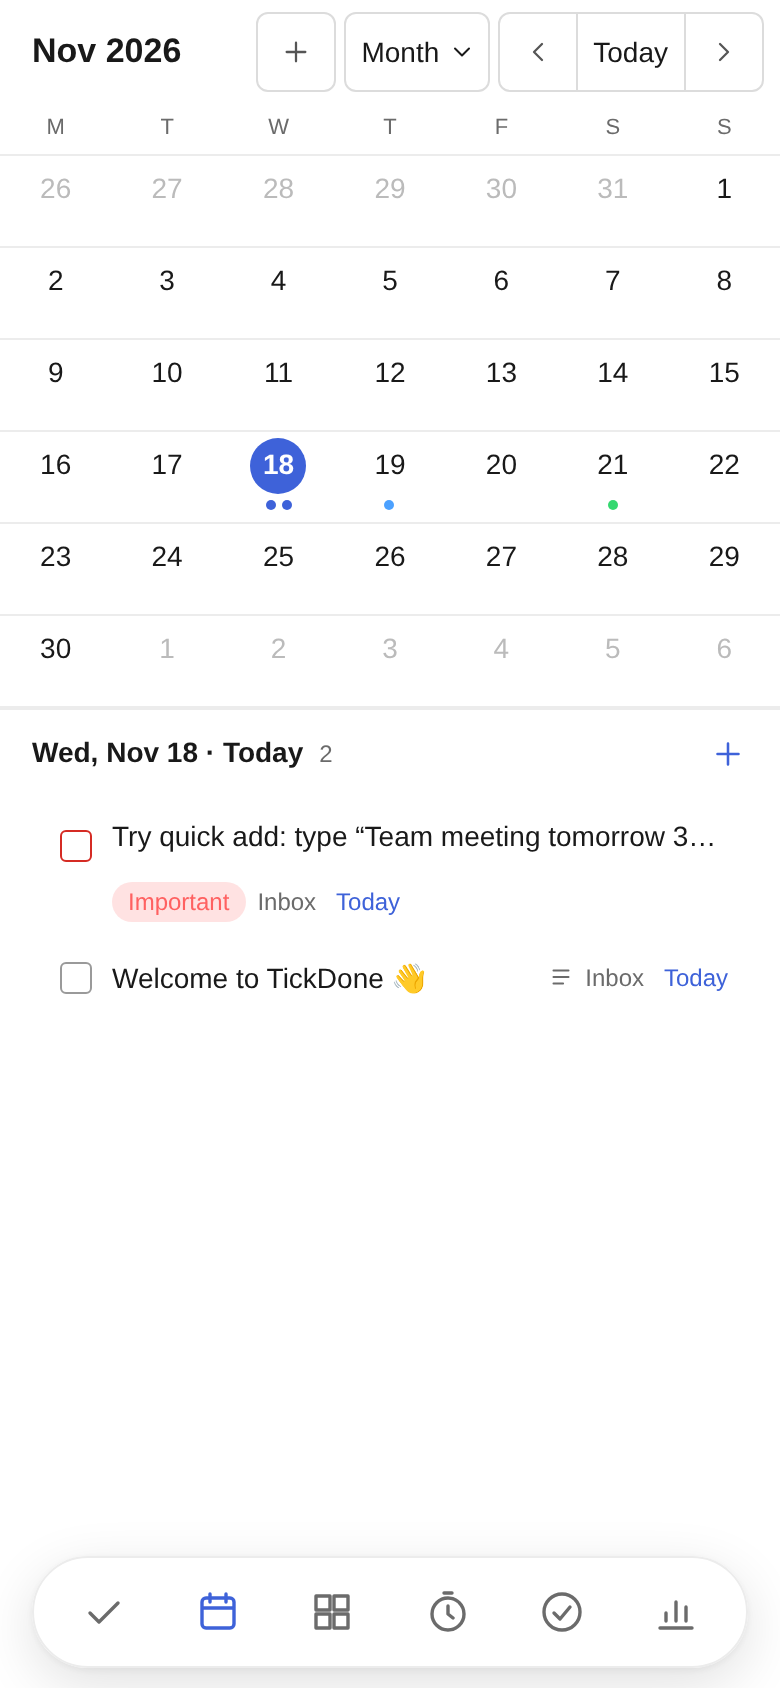 Nov 2026 Month Today
M T W T F S S
26 27 28 29 30 31 1
2 3 4 5 6 7 8
9 10 11 12 13 14 15
16 17 18 19 20 21 22
23 24 25 26 27 28 29
30 1 2 3 4 5 6
Wed, Nov 18 · Today 2
Try quick add: type “Team meeting tomorrow 3…
Important Inbox Today
Welcome to TickDone 👋 Inbox Today